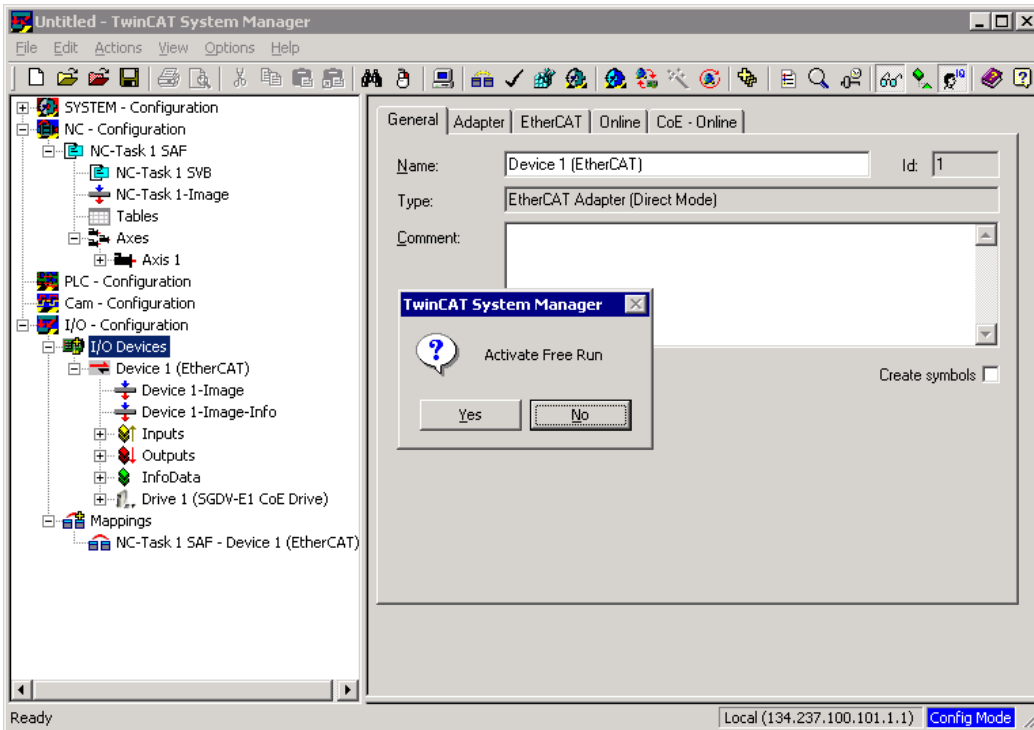 Untitled - TwinCAT System Manager
File Edit Actions View Options Help
SYSTEM - Configuration
NC - Configuration
NC-Task 1 SAF
NC-Task 1 SVB
NC-Task 1-Image
Tables
Axes
Axis 1
PLC - Configuration
Cam - Configuration
I/O - Configuration
I/O Devices
Device 1 (EtherCAT)
Device 1-Image
Device 1-Image-Info
Inputs
Outputs
InfoData
Drive 1 (SGDV-E1 CoE Drive)
Mappings
NC-Task 1 SAF - Device 1 (EtherCAT)
General Adapter EtherCAT Online CoE - Online
Name: Device 1 (EtherCAT) Id: 1
Type: EtherCAT Adapter (Direct Mode)
Comment:
TwinCAT System Manager
Activate Free Run
Yes No
Create symbols
Ready Local (134.237.100.101.1.1) Config Mode